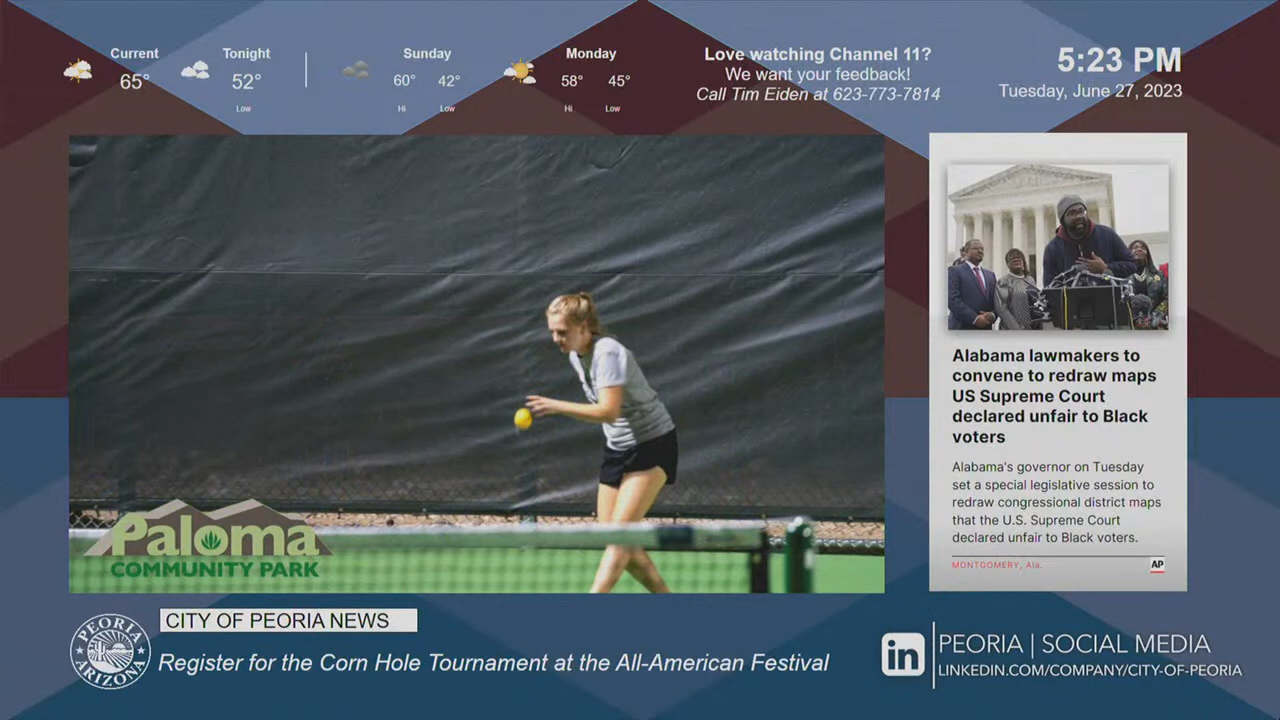 Current
65°
Tonight
52°
Low
Sunday
60° 42°
Hi Low
Monday
58° 45°
Hi Low
Love watching Channel 11?
We want your feedback!
Call Tim Eiden at 623-773-7814
5:23 PM
Tuesday, June 27, 2023
Paloma
COMMUNITY PARK
Alabama lawmakers to
convene to redraw maps
US Supreme Court
declared unfair to Black
voters
Alabama's governor on Tuesday
set a special legislative session to
redraw congressional district maps
that the U.S. Supreme Court
declared unfair to Black voters.
MONTGOMERY, Ala.
AP
PEORIA
ARIZONA
CITY OF PEORIA NEWS
Register for the Corn Hole Tournament at the All-American Festival
in
PEORIA | SOCIAL MEDIA
LINKEDIN.COM/COMPANY/CITY-OF-PEORIA